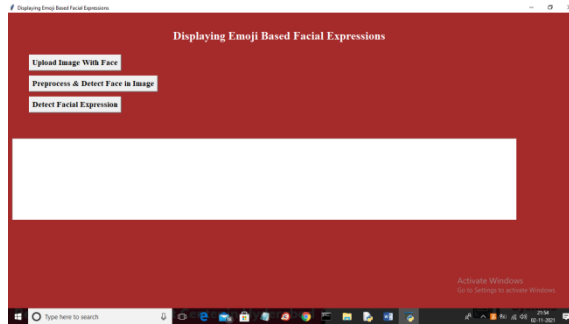 Displaying Emoji Based Facial Expressions
Displaying Emoji Based Facial Expressions
Upload Image With Face
Preprocess & Detect Face in Image
Detect Facial Expression
Activate Windows
Go to Settings to activate Windows.
Type here to search
21:54
02-11-2021